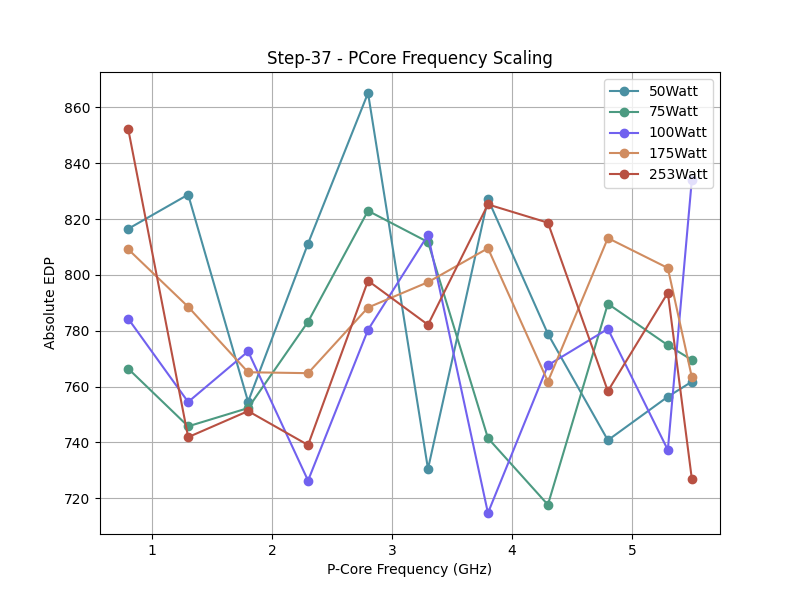 Step-37 - PCore Frequency Scaling
Absolute EDP
860
840
820
800
780
760
740
720
50Watt
75Watt
100Watt
175Watt
253Watt
1
2
3
4
5
P-Core Frequency (GHz)